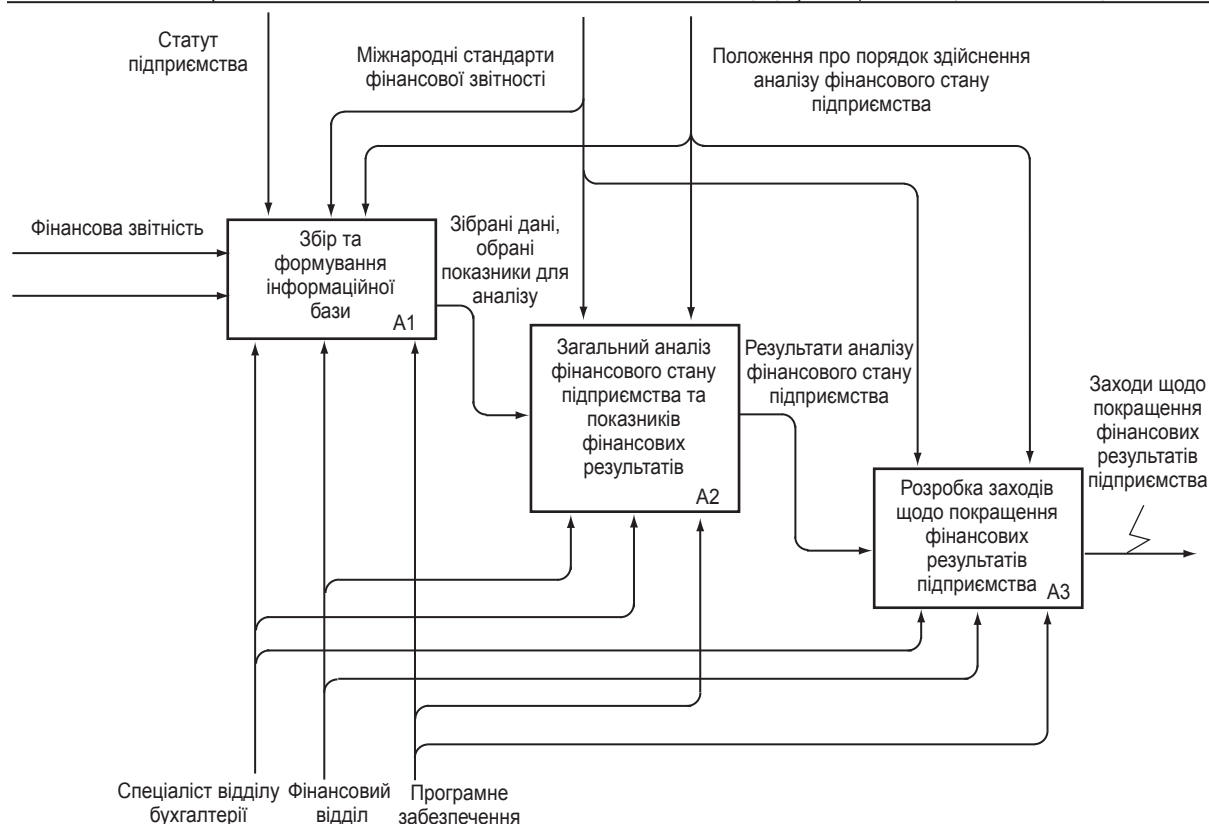 Статут
підприємства
Міжнародні стандарти
фінансової звітності
Положення про порядок здійснення
аналізу фінансового стану
підприємства
Фінансова звітність
Збір та
формування
інформаційної
бази
A1
Зібрані дані,
обрані
показники для
аналізу
Загальний аналіз
фінансового стану
підприємства та
показників
фінансових
результатів
A2
Результати аналізу
фінансового стану
підприємства
Розробка заходів
щодо покращення
фінансових
результатів
підприємства
A3
Заходи щодо
покращення
фінансових
результатів
підприємства
Спеціаліст відділу
бухгалтерії
Фінансовий
відділ
Програмне
забезпечення